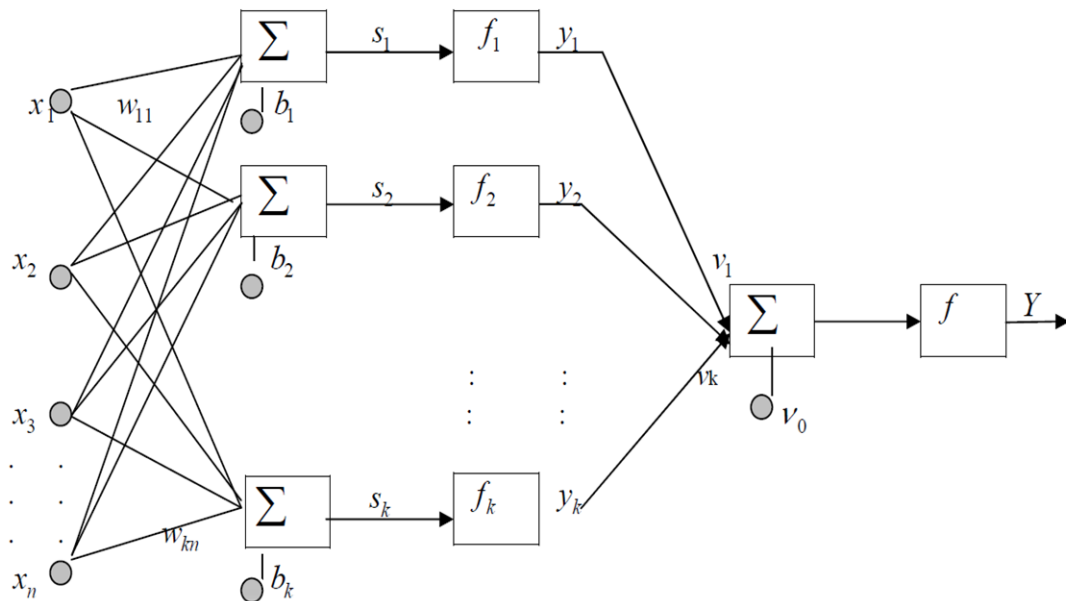 Σ s₁ f₁ y₁
x₁ w₁₁ b₁
Σ s₂ f₂ y₂
x₂ b₂ v₁
Σ f Y
: : vk
x₃ : : v₀
. . Σ sₖ fₖ yₖ
. . wₖₙ
. .
xₙ bₖ